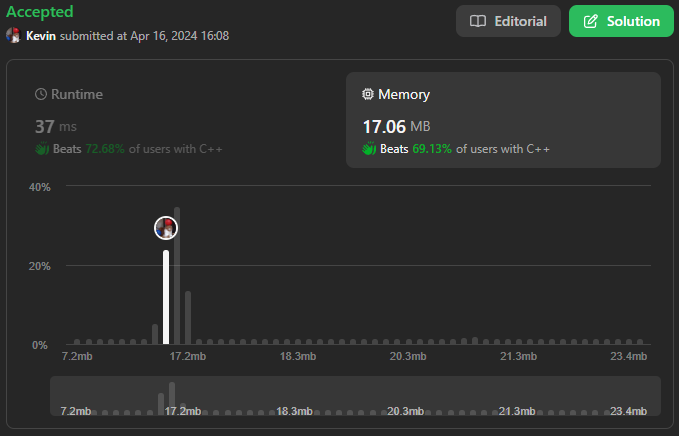 Accepted
Kevin submitted at Apr 16, 2024 16:08
Editorial
Solution
Runtime
37 ms
Beats 72.68% of users with C++
Memory
17.06 MB
Beats 69.13% of users with C++
40%
20%
0%
7.2mb 17.2mb 18.3mb 20.3mb 21.3mb 23.4mb
7.2mb 17.2mb 18.3mb 20.3mb 21.3mb 23.4mb